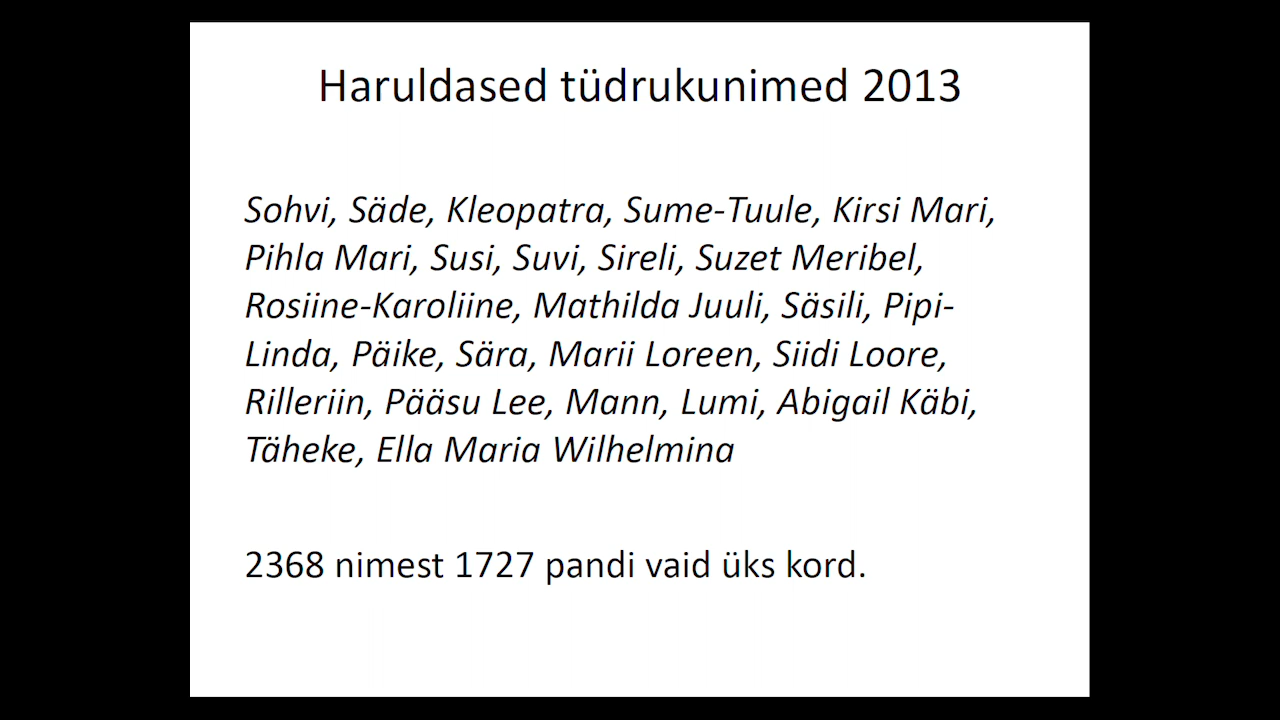 Haruldased tüdrukunimed 2013
Sohvi, Säde, Kleopatra, Sume-Tuule, Kirsi Mari,
Pihla Mari, Susi, Suvi, Sireli, Suzet Meribel,
Rosiine-Karoliine, Mathilda Juuli, Säsili, Pipi-
Linda, Päike, Sära, Marii Loreen, Siidi Loore,
Rilleriin, Pääsu Lee, Mann, Lumi, Abigail Käbi,
Täheke, Ella Maria Wilhelmina
2368 nimest 1727 pandi vaid üks kord.